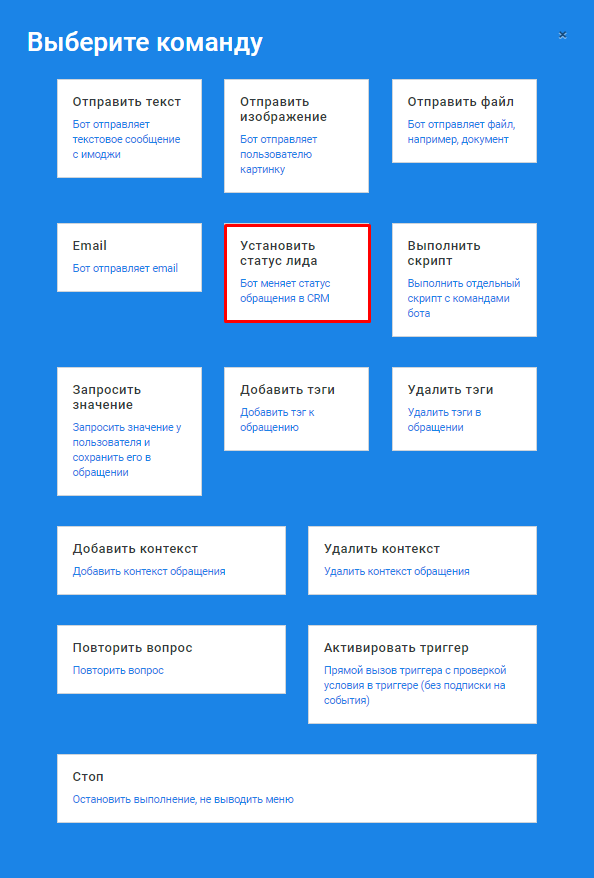 Выберите команду
×
Отправить текст
Бот отправляет
текстовое сообщение
с имоджи
Отправить
изображение
Бот отправляет
пользователю
картинку
Отправить файл
Бот отправляет файл,
например, документ
Email
Бот отправляет email
Установить
статус лида
Бот меняет статус
обращения в CRM
Выполнить
скрипт
Выполнить отдельный
скрипт с командами
бота
Запросить
значение
Запросить значение у
пользователя и
сохранить его в
обращении
Добавить тэги
Добавить тэг к
обращению
Удалить тэги
Удалить тэги в
обращении
Добавить контекст
Добавить контекст обращения
Удалить контекст
Удалить контекст обращения
Повторить вопрос
Повторить вопрос
Активировать триггер
Прямой вызов триггера с проверкой
условия в триггере (без подписки на
события)
Стоп
Остановить выполнение, не выводить меню